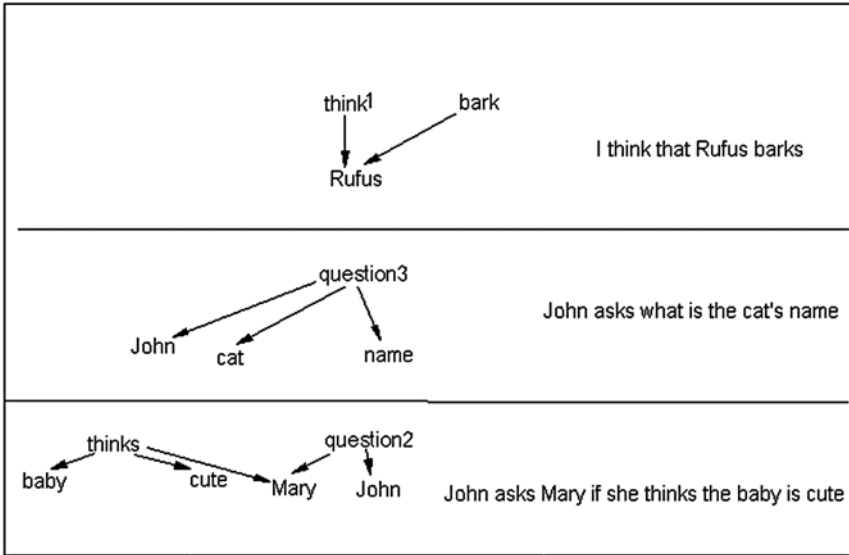 think1 bark
I think that Rufus barks
Rufus
question3
John asks what is the cat's name
John cat name
thinks question2
baby cute Mary John
John asks Mary if she thinks the baby is cute